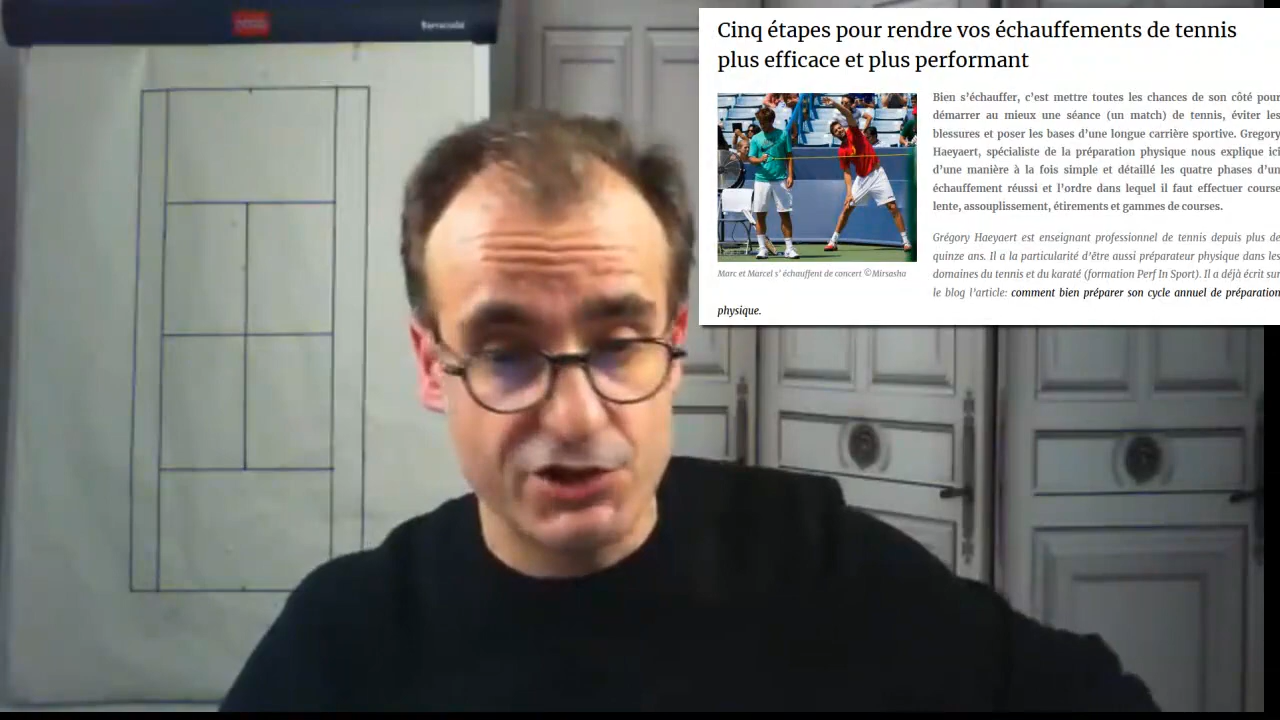 Barracuda
Cinq étapes pour rendre vos échauffements de tennis
plus efficace et plus performant
Bien s’échauffer, c’est mettre toutes les chances de son côté pour
démarrer au mieux une séance (un match) de tennis, éviter les
blessures et poser les bases d’une longue carrière sportive. Gregory
Haeyaert, spécialiste de la préparation physique nous explique ici
d’une manière à la fois simple et détaillé les quatre phases d’un
échauffement réussi et l’ordre dans lequel il faut effectuer course
lente, assouplissement, étirements et gammes de courses.
Grégory Haeyaert est enseignant professionnel de tennis depuis plus de
quinze ans. Il a la particularité d’être aussi préparateur physique dans les
domaines du tennis et du karaté (formation Perf In Sport). Il a déjà écrit sur
le blog l’article: comment bien préparer son cycle annuel de préparation
Marc et Marcel s’ échauffent de concert ©Mirsasha
physique.